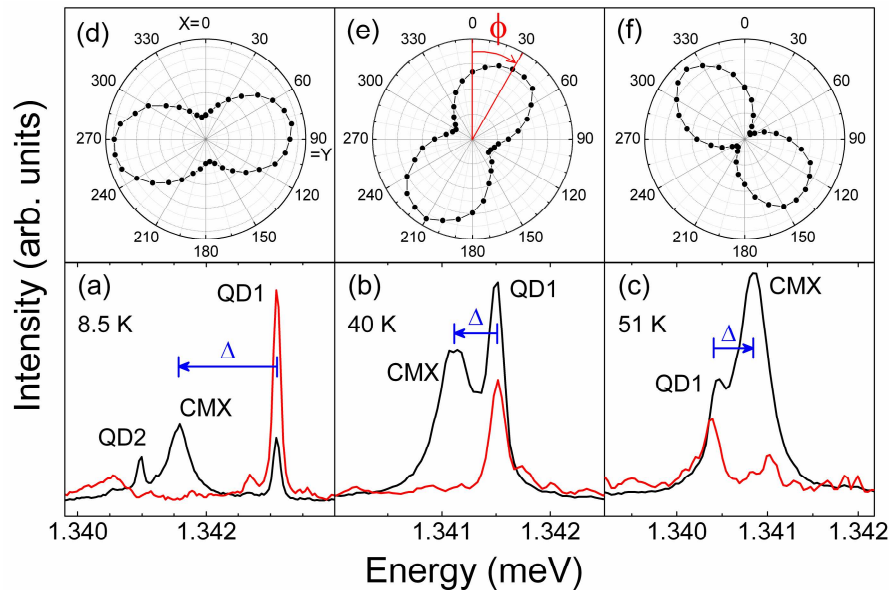 Intensity (arb. units)
(d)
X=0
30
60
90
=Y
120
150
180
210
240
270
300
330
(e)
ϕ
0
30
60
90
120
150
180
210
240
270
300
330
(f)
0
30
60
90
120
150
180
210
240
270
300
330
(a)
8.5 K
QD1
Δ
CMX
QD2
1.340
1.342
(b)
40 K
QD1
Δ
CMX
1.341
1.342
(c)
51 K
CMX
Δ
QD1
1.340
1.341
1.342
Energy (meV)